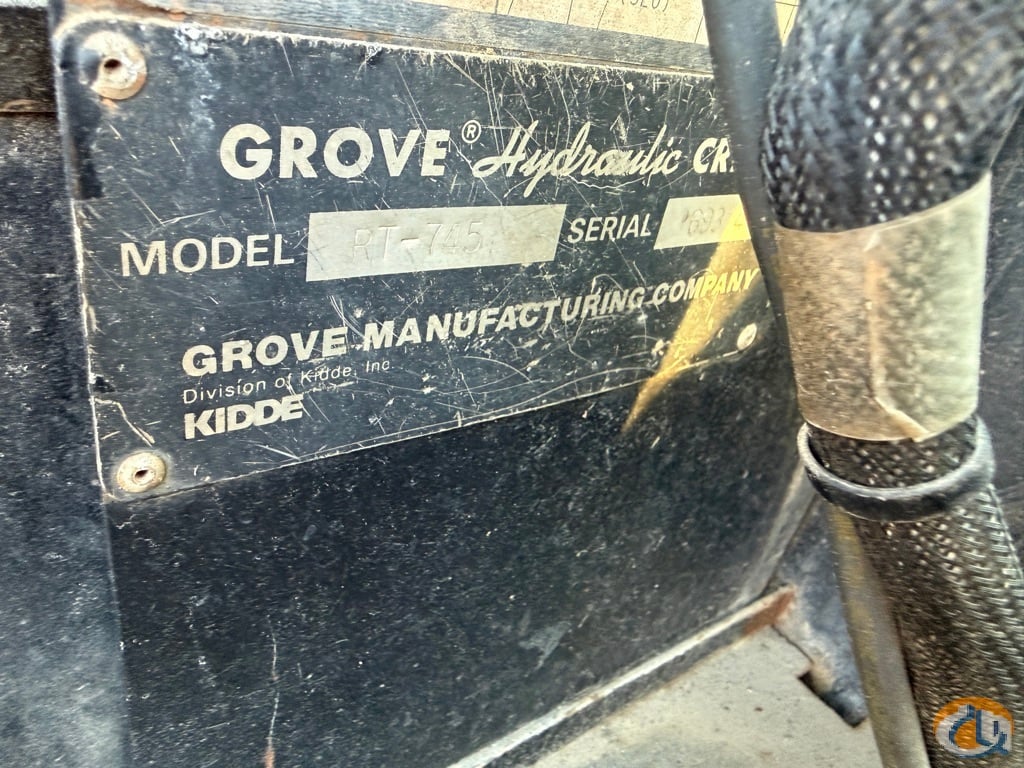 GROVE® Hydraulic CR
MODEL RT-745 SERIAL
GROVE MANUFACTURING COMPANY
Division of Kidde, Inc.
KIDDE